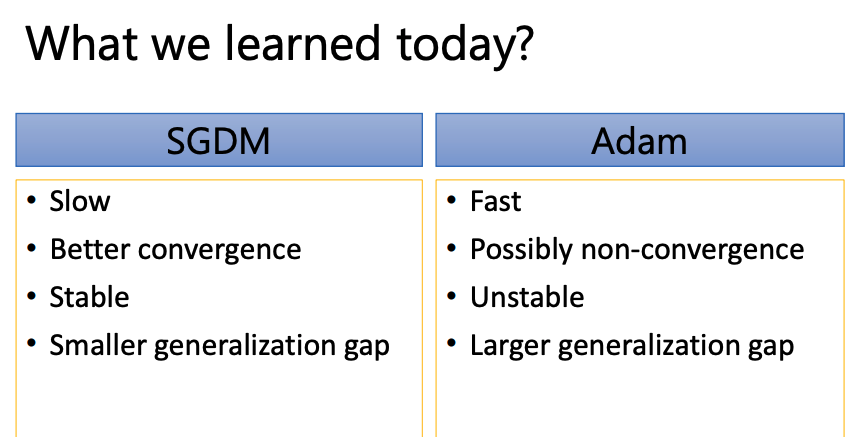 What we learned today?
SGDM
• Slow
• Better convergence
• Stable
• Smaller generalization gap
Adam
• Fast
• Possibly non-convergence
• Unstable
• Larger generalization gap